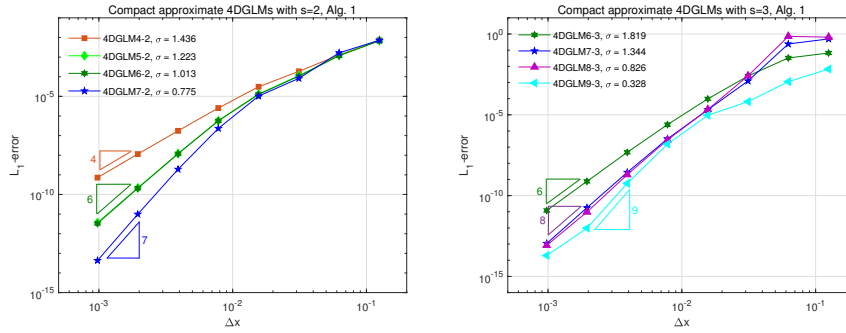 Compact approximate 4DGLMs with s=2, Alg. 1
4DGLM4-2, σ = 1.436
4DGLM5-2, σ = 1.223
4DGLM6-2, σ = 1.013
4DGLM7-2, σ = 0.775
10^-5
10^-10
10^-15
L_1-error
4
6
7
10^-3
10^-2
10^-1
Δx
Compact approximate 4DGLMs with s=3, Alg. 1
4DGLM6-3, σ = 1.819
4DGLM7-3, σ = 1.344
4DGLM8-3, σ = 0.826
4DGLM9-3, σ = 0.328
10^0
10^-5
10^-10
10^-15
L_1-error
6
8
9
10^-3
10^-2
10^-1
Δx